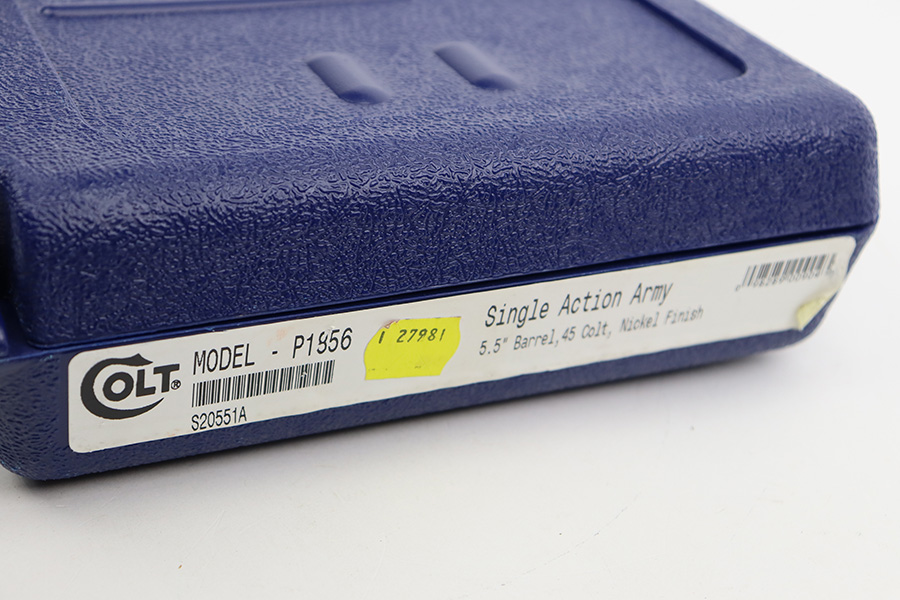 COLT®
MODEL - P1856
S20551A
i 27981
Single Action Army
5.5" Barrel,45 Colt, Nickel Finish